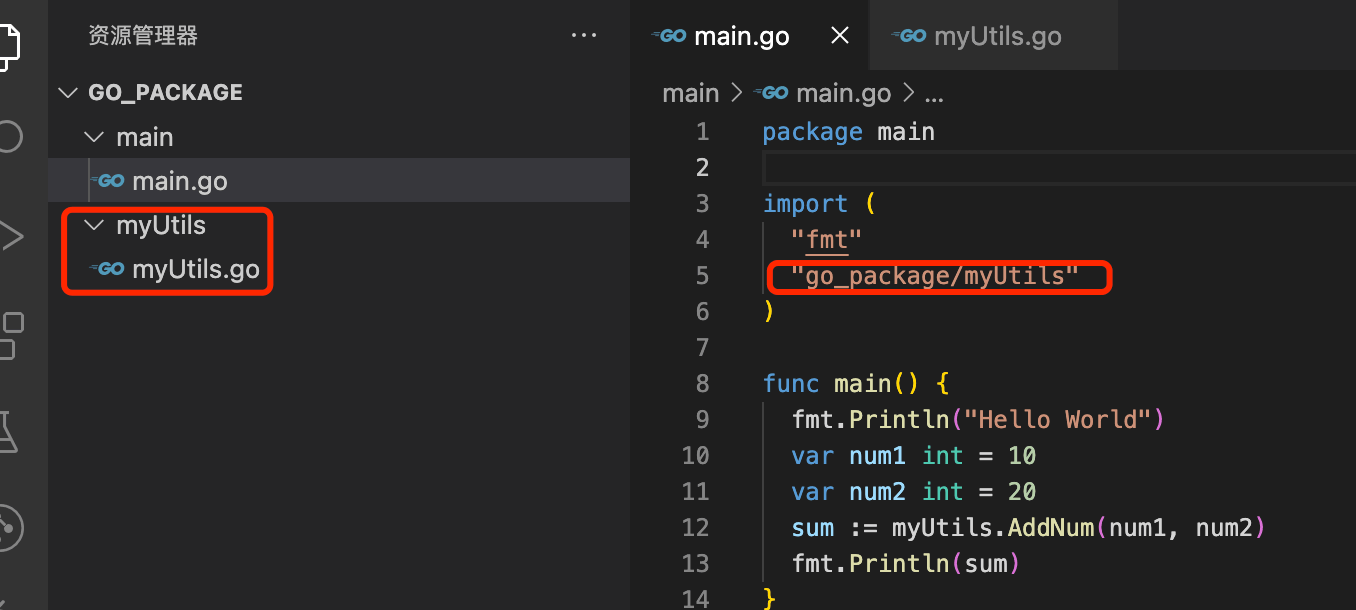 资源管理器
...
GO_PACKAGE
main
GO main.go
myUtils
GO myUtils.go
GO main.go
GO myUtils.go
main > GO main.go > ...
1 package main
2
3 import (
4 "fmt"
5 "go_package/myUtils"
6 )
7
8 func main() {
9 fmt.Println("Hello World")
10 var num1 int = 10
11 var num2 int = 20
12 sum := myUtils.AddNum(num1, num2)
13 fmt.Println(sum)
14 }